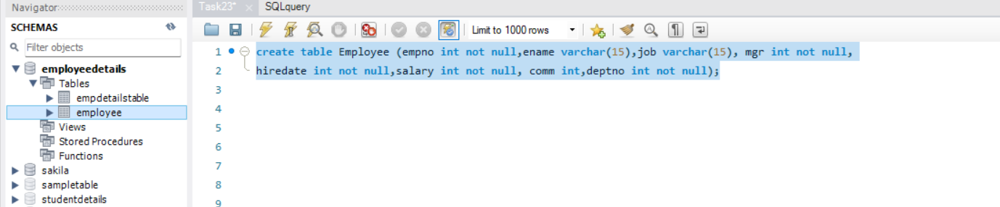 Navigator
Task23* × SQLquery
SCHEMAS
Limit to 1000 rows
Filter objects
1 create table Employee (empno int not null,ename varchar(15),job varchar(15), mgr int not null,
2 hiredate int not null,salary int not null, comm int,deptno int not null);
3
4
5
6
7
8
9
employeedetails
Tables
empdetailstable
employee
Views
Stored Procedures
Functions
sakila
sampletable
studentdetails